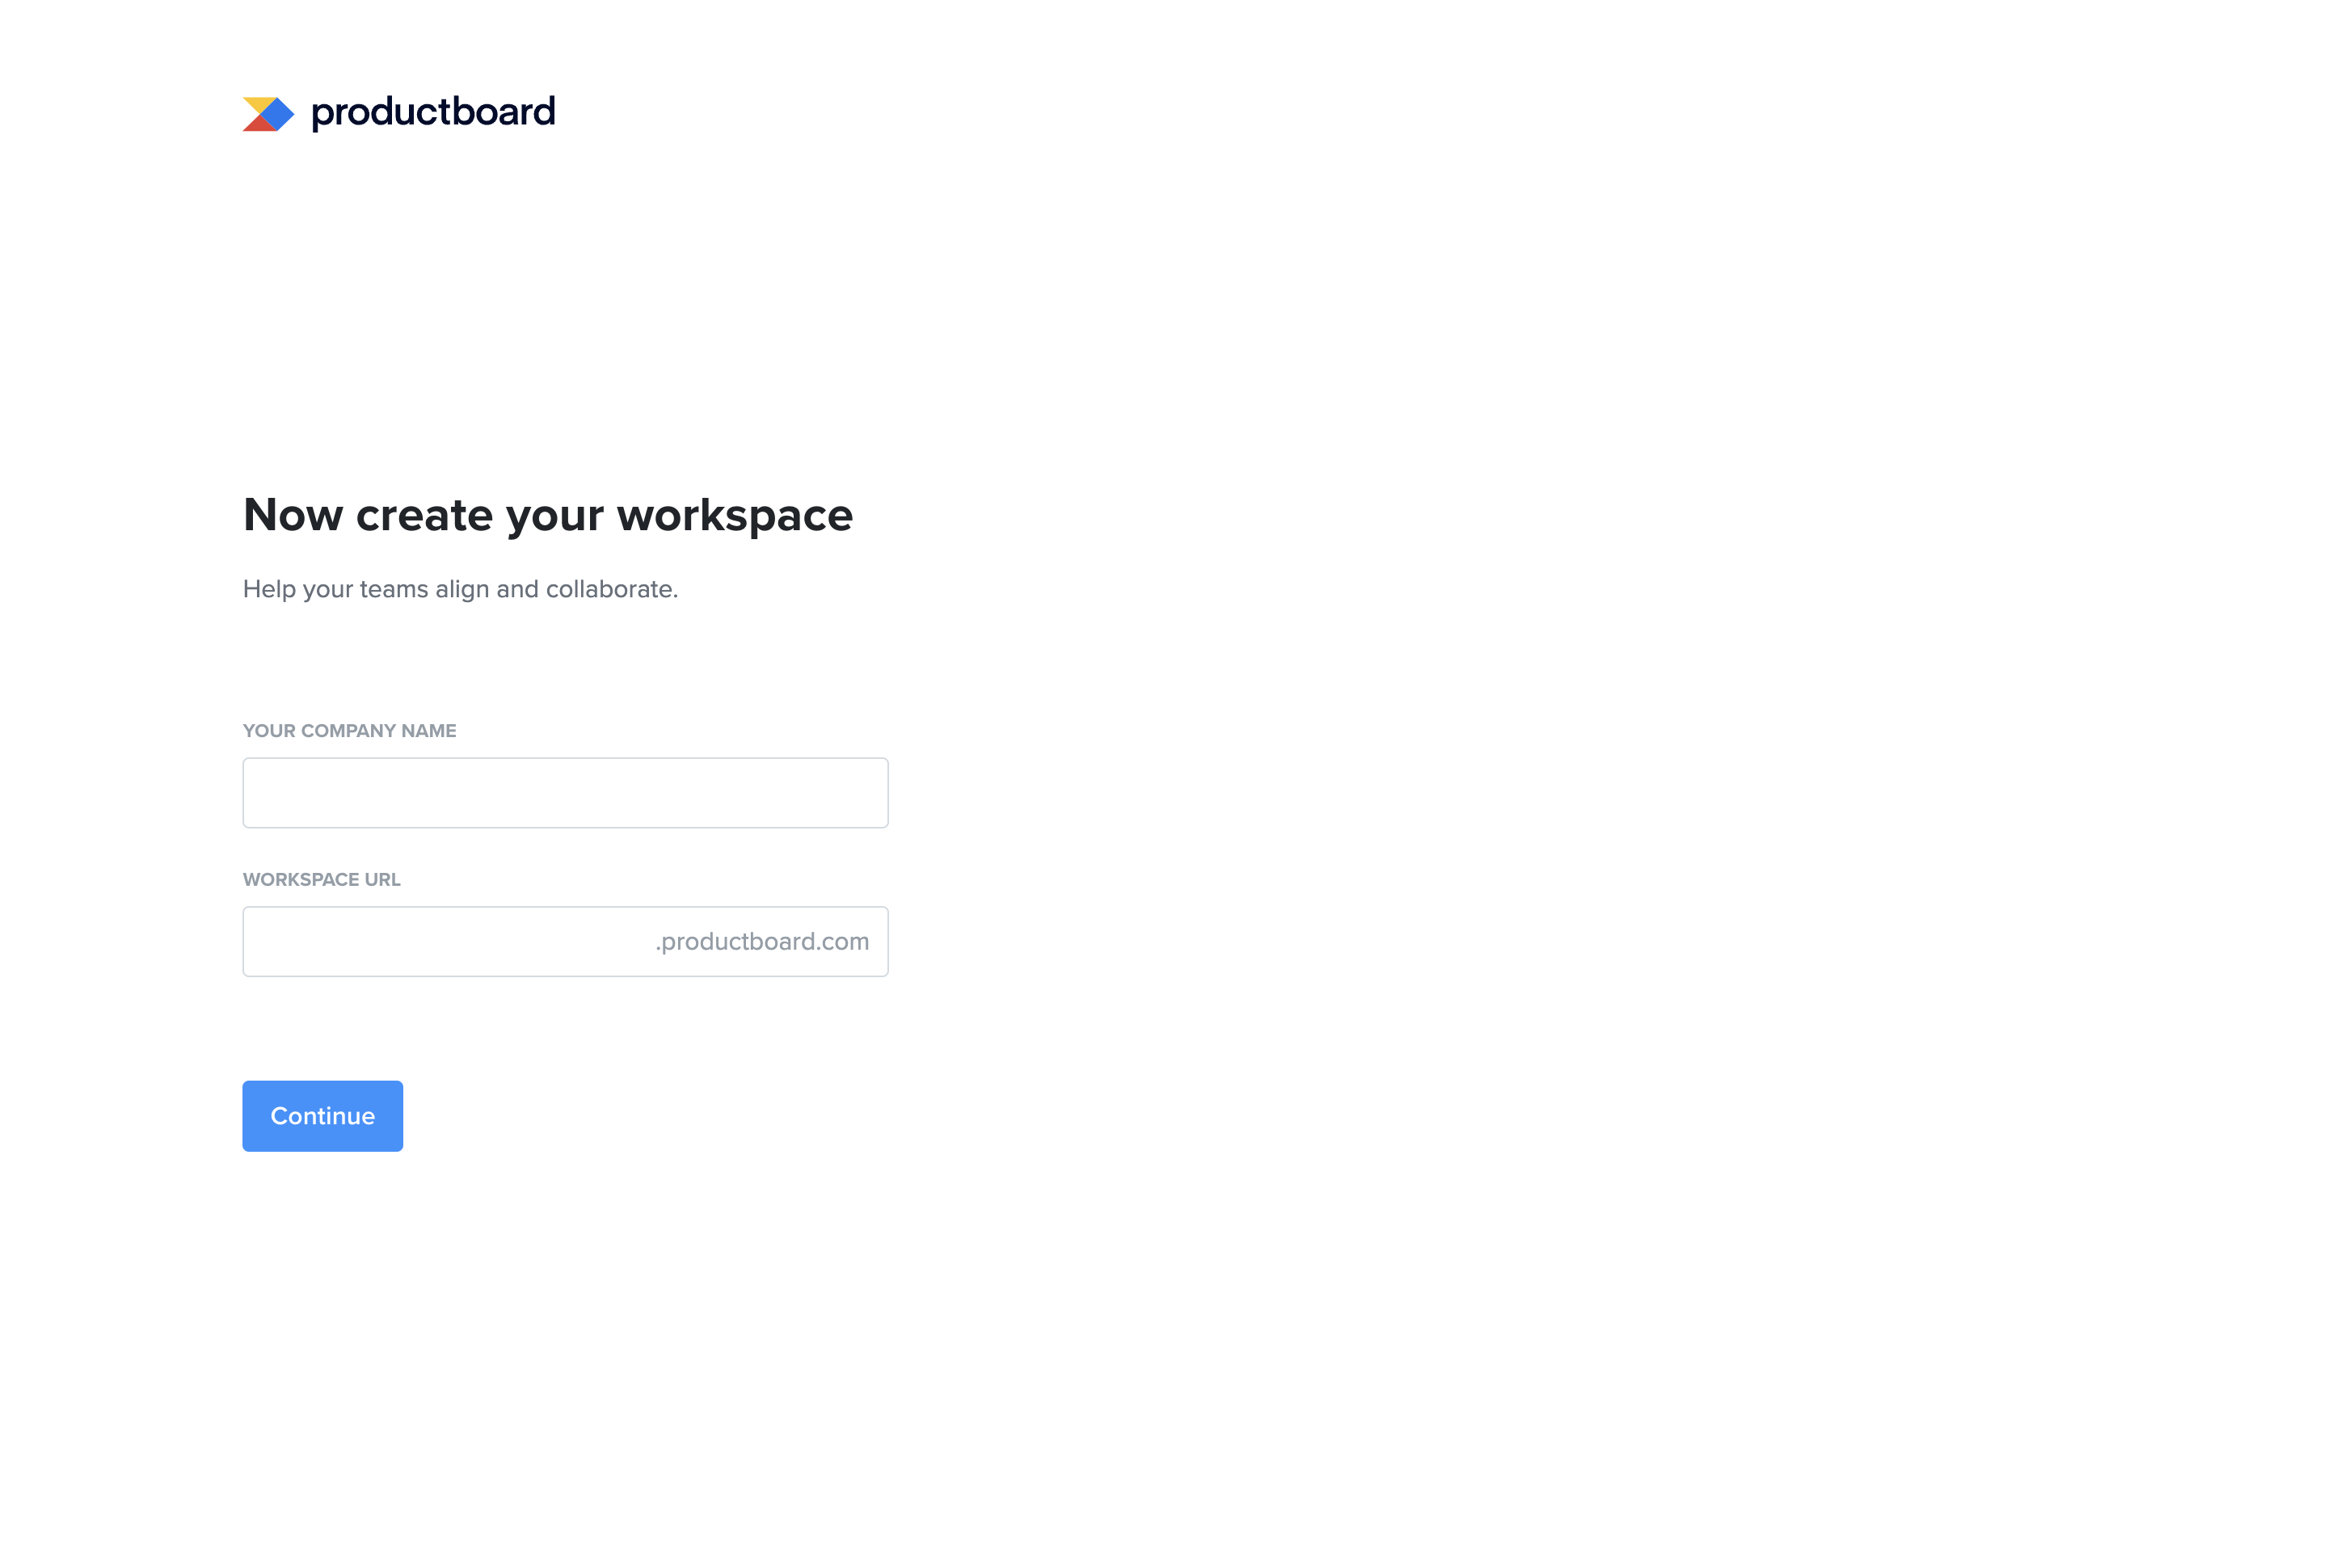 productboard
Now create your workspace
Help your teams align and collaborate.
YOUR COMPANY NAME
WORKSPACE URL
.productboard.com
Continue